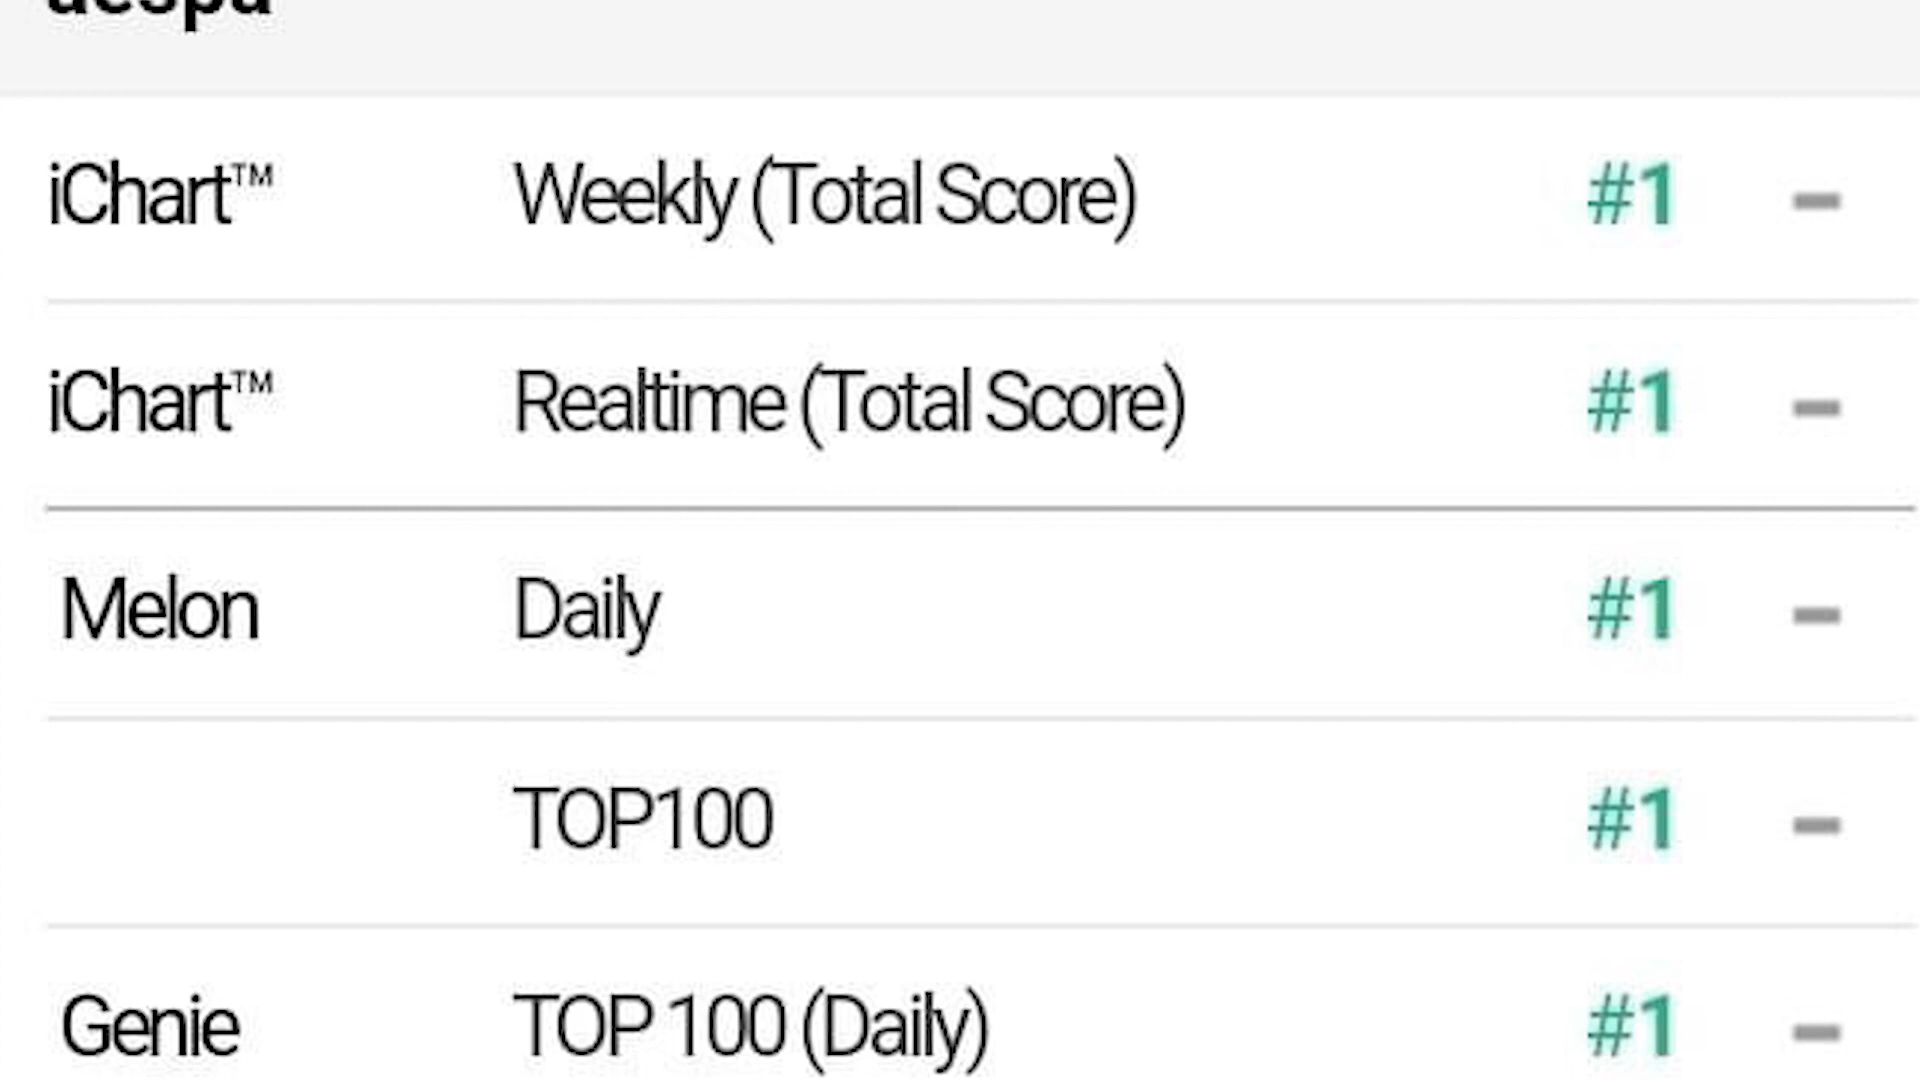 aespa
iChart™ Weekly (Total Score) #1 -
iChart™ Realtime (Total Score) #1 -
Melon Daily #1 -
TOP100 #1 -
Genie TOP 100 (Daily) #1 -